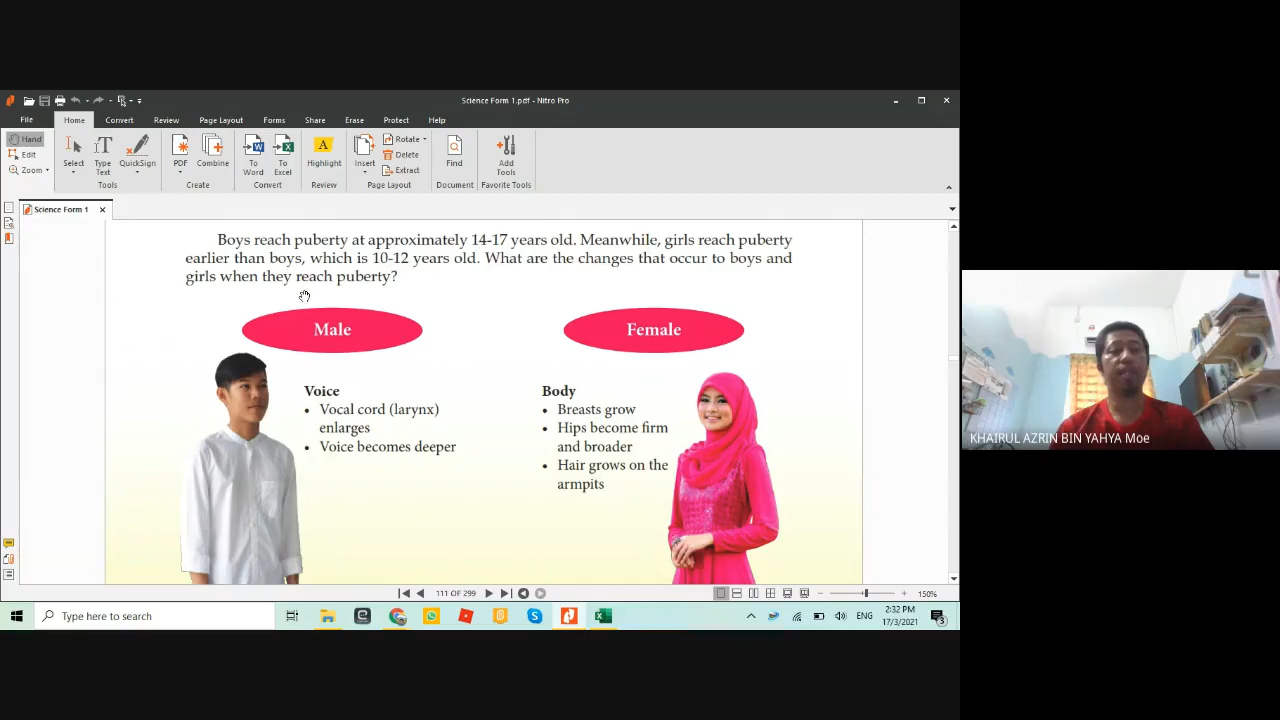 Science Form 1.pdf - Nitro Pro
File Home Convert Review Page Layout Forms Share Erase Protect Help
Hand
Edit
Zoom
Select
Type Text
QuickSign
Tools
PDF
Combine
Create
To Word
To Excel
Convert
Highlight
Review
Insert
Rotate
Delete
Extract
Page Layout
Find
Document
Add Tools
Favorite Tools
Science Form 1
Boys reach puberty at approximately 14-17 years old. Meanwhile, girls reach puberty
earlier than boys, which is 10-12 years old. What are the changes that occur to boys and
girls when they reach puberty?
Male
Voice
• Vocal cord (larynx)
enlarges
• Voice becomes deeper
Female
Body
• Breasts grow
• Hips become firm
and broader
• Hair grows on the
armpits
KHAIRUL AZRIN BIN YAHYA Moe
111 OF 299
150%
Type here to search
ENG
2:32 PM
17/3/2021
3